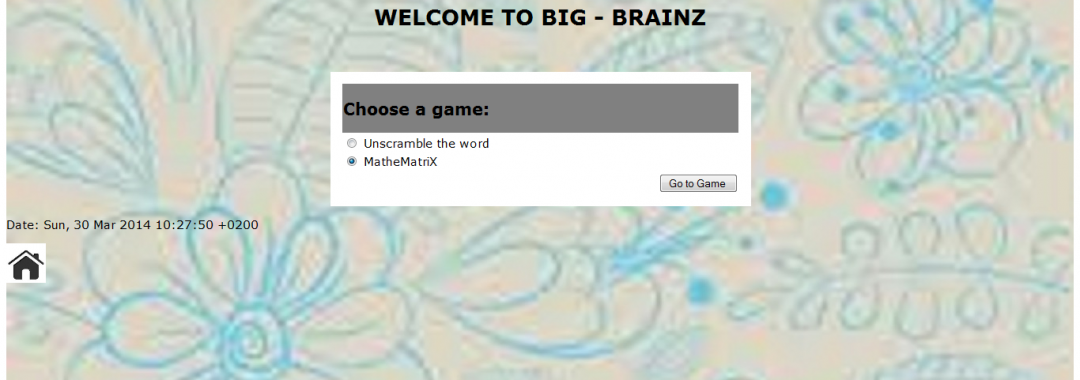 WELCOME TO BIG - BRAINZ
Choose a game:
Unscramble the word
MatheMatriX
Go to Game
Date: Sun, 30 Mar 2014 10:27:50 +0200